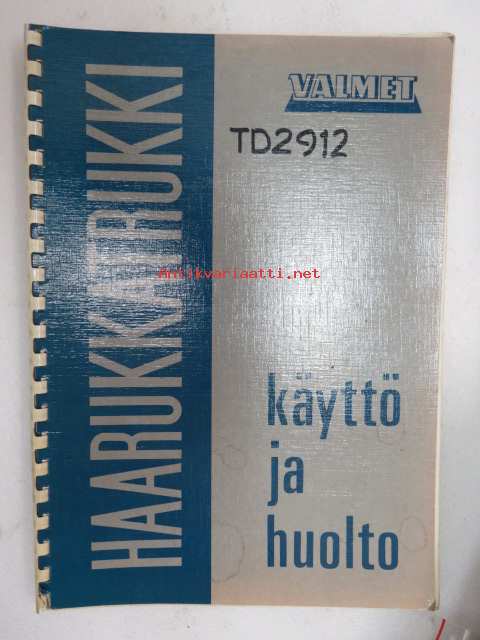 HAARUKKATRUKKI
VALMET
TD2912
Antikvariaatti.net
käyttö
ja
huolto